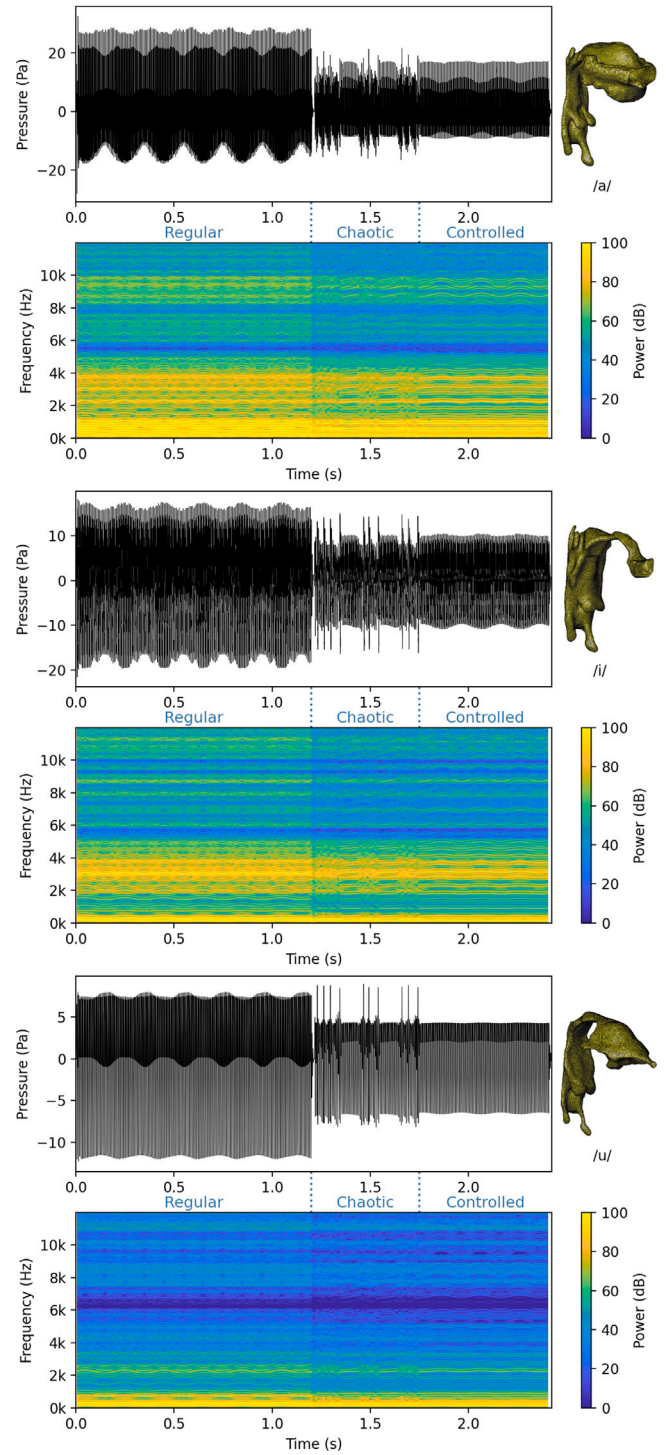 20
0
−20
Pressure (Pa)
0.0 0.5 1.0 1.5 2.0
/a/
Regular Chaotic Controlled
10k
8k
6k
4k
2k
0k
Frequency (Hz)
0.0 0.5 1.0 1.5 2.0
Time (s)
100
80
60
40
20
0
Power (dB)
10
0
−10
−20
Pressure (Pa)
0.0 0.5 1.0 1.5 2.0
/i/
Regular Chaotic Controlled
10k
8k
6k
4k
2k
0k
Frequency (Hz)
0.0 0.5 1.0 1.5 2.0
Time (s)
100
80
60
40
20
0
Power (dB)
5
0
−5
−10
Pressure (Pa)
0.0 0.5 1.0 1.5 2.0
/u/
Regular Chaotic Controlled
10k
8k
6k
4k
2k
0k
Frequency (Hz)
0.0 0.5 1.0 1.5 2.0
Time (s)
100
80
60
40
20
0
Power (dB)